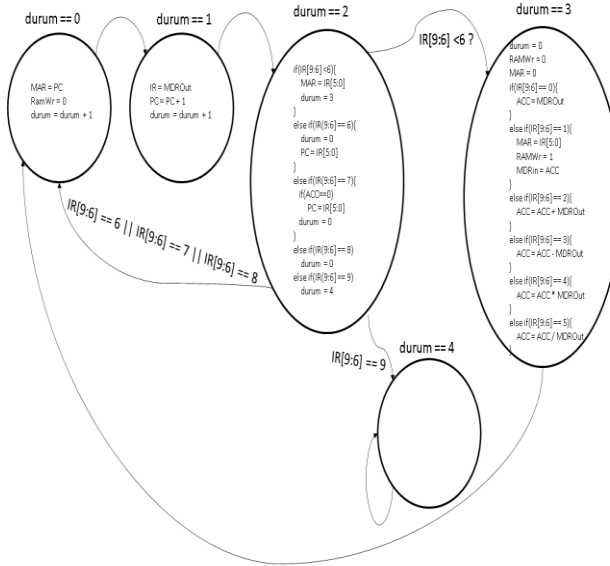 durum == 0
MAR = PC
RamWr = 0
durum = durum + 1
durum == 1
IR = MDROut
PC = PC + 1
durum = durum + 1
durum == 2
if(IR[9:6] <6){
MAR = IR[5:0]
durum = 3
}
else if(IR(9:6] == 6){
durum = 0
PC = IR[5:0]
}
else if(IR(9:6] == 7){
if(ACC==0)
PC = IR[5:0]
durum = 0
}
else if(IR(9:6] == 8)
durum = 0
else if(IR(9:6] == 9)
durum = 4
IR[9:6] <6 ?
durum == 3
durum = 0
RAMWr = 0
MAR = 0
if(IR[9:6] == 0){
ACC = MDROut
}
else if(IR[9:6] == 1){
MAR = IR[5:0]
RAMWr = 1
MDRin = ACC
}
else if(IR[9:6] == 2){
ACC = ACC + MDROut
}
else if(IR[9:6] == 3){
ACC = ACC - MDROut
}
else if(IR[9:6] == 4){
ACC = ACC * MDROut
}
else if(IR[9:6] == 5){
ACC = ACC / MDROut
}
IR[9:6] == 6 || IR[9:6] == 7 || IR[9:6] == 8
IR[9:6] == 9
durum == 4